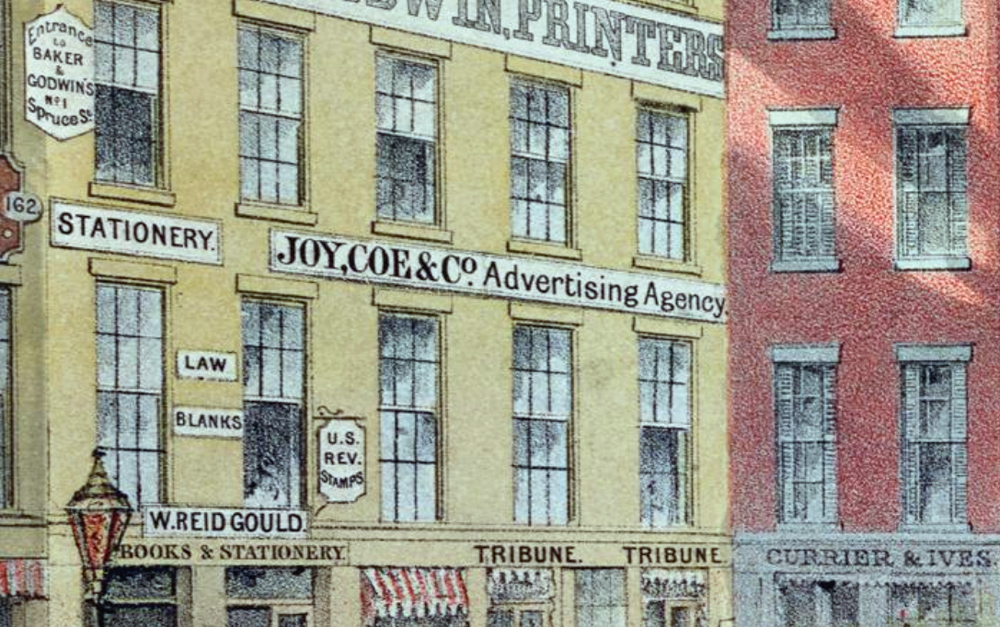 Entrance
to
BAKER
&
GODWIN'S
No 1
Spruce St
DWIN, PRINTERS
162
STATIONERY.
JOY, COE & Co. Advertising Agency.
LAW
BLANKS
U.S.
REV.
STAMPS
W. REID GOULD.
BOOKS & STATIONERY.
TRIBUNE. TRIBUNE
CURRIER & IVES.